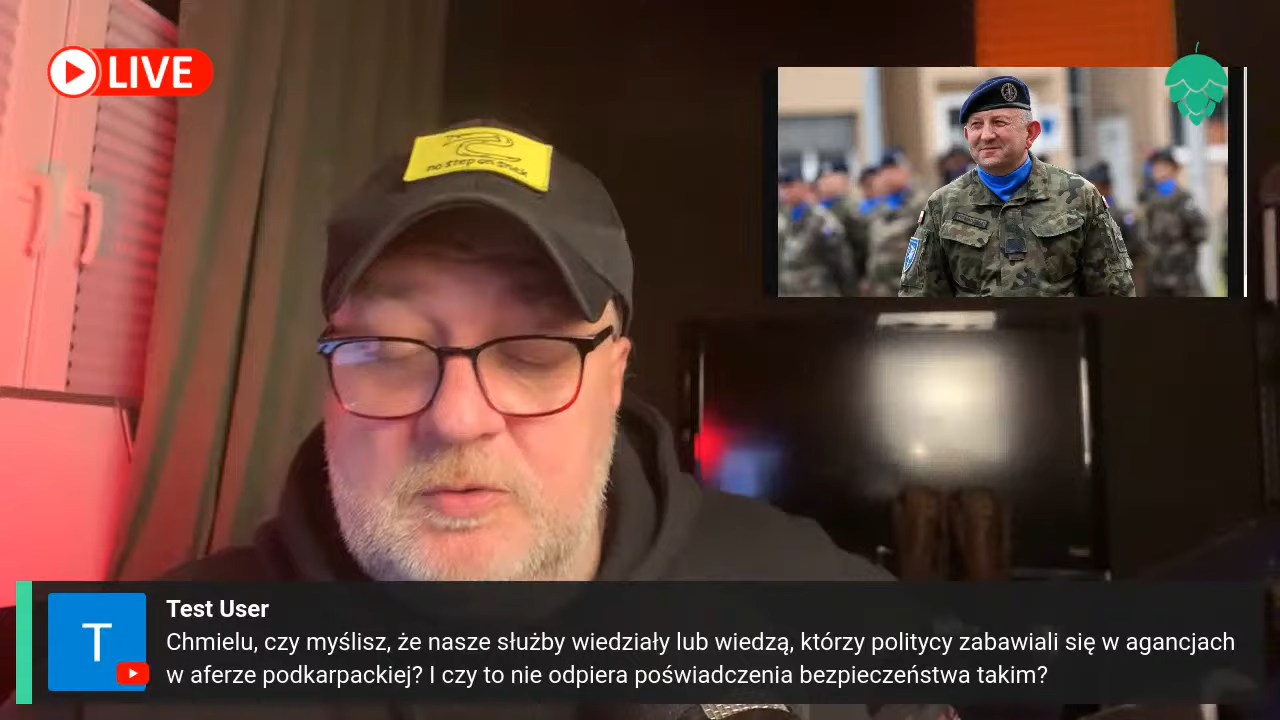 LIVE
no step on snek
Test User
Chmielu, czy myślisz, że nasze służby wiedziały lub wiedzą, którzy politycy zabawiali się w agancjach
w aferze podkarpackiej? I czy to nie odpiera poświadczenia bezpieczeństwa takim?
T